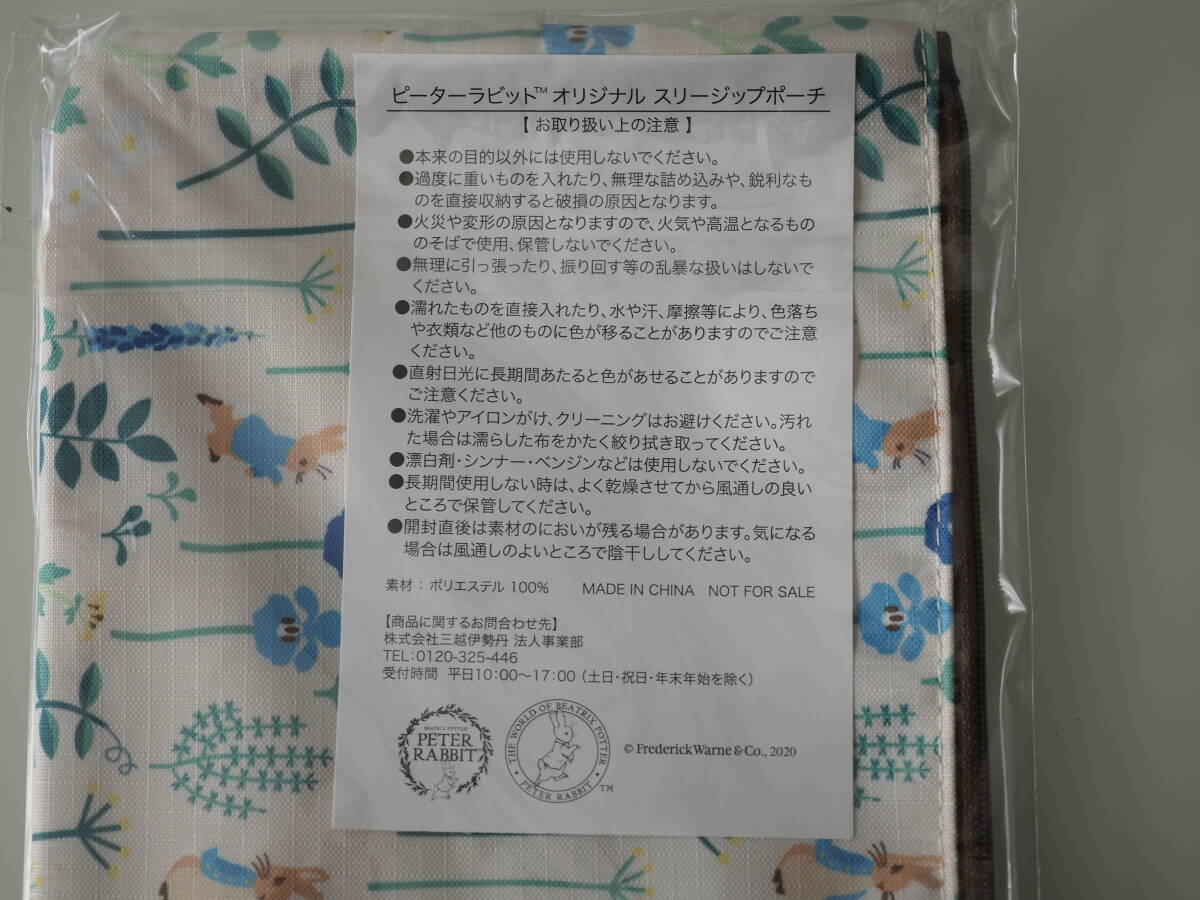 ピーターラビット™ オリジナル スリージップポーチ
【 お取り扱い上の注意 】
●本来の目的以外には使用しないでください。
●過度に重いものを入れたり、無理な詰め込みや、鋭利なも
のを直接収納すると破損の原因となります。
●火災や変形の原因となりますので、火気や高温となるもの
のそばで使用、保管しないでください。
●無理に引っ張ったり、振り回す等の乱暴な扱いはしないで
ください。
●濡れたものを直接入れたり、水や汗、摩擦等により、色落ち
や衣類など他のものに色が移ることがありますのでご注意
ください。
●直射日光に長期間あたると色があせることがありますので
ご注意ください。
●洗濯やアイロンがけ、クリーニングはお避けください。汚れ
た場合は濡らした布をかたく絞り拭き取ってください。
●漂白剤・シンナー・ベンジンなどは使用しないでください。
●長期間使用しない時は、よく乾燥させてから風通しの良い
ところで保管してください。
●開封直後は素材のにおいが残る場合があります。気になる
場合は風通しのよいところで陰干ししてください。
素材 : ポリエステル 100% MADE IN CHINA NOT FOR SALE
【商品に関するお問合わせ先】
株式会社三越伊勢丹 法人事業部
TEL:0120-325-446
受付時間 平日10:00〜17:00 (土日・祝日・年末年始を除く)
BEATRIX POTTER™
PETER
RABBIT
THE WORLD OF BEATRIX POTTER
• PETER RABBIT • ™
© Frederick Warne & Co., 2020